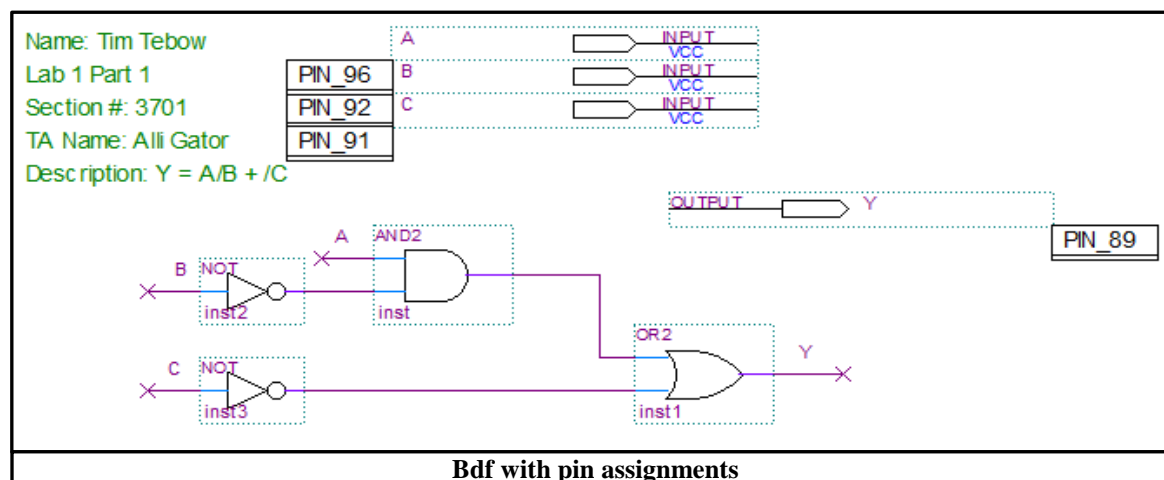 Name: Tim Tebow
Lab 1 Part 1
Section #: 3701
TA Name: Alli Gator
Description: Y = A/B + /C
PIN_96
PIN_92
PIN_91
A INPUT
VCC
B INPUT
VCC
C INPUT
VCC
OUTPUT Y
PIN_89
A AND2
B NOT
inst2 inst
OR2 Y
C NOT
inst3 inst1
Bdf with pin assignments